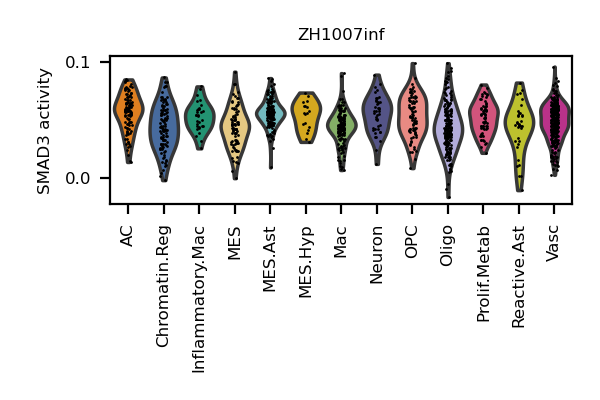 ZH1007inf
SMAD3 activity
0.1
0.0
AC
Chromatin.Reg
Inflammatory.Mac
MES
MES.Ast
MES.Hyp
Mac
Neuron
OPC
Oligo
Prolif.Metab
Reactive.Ast
Vasc